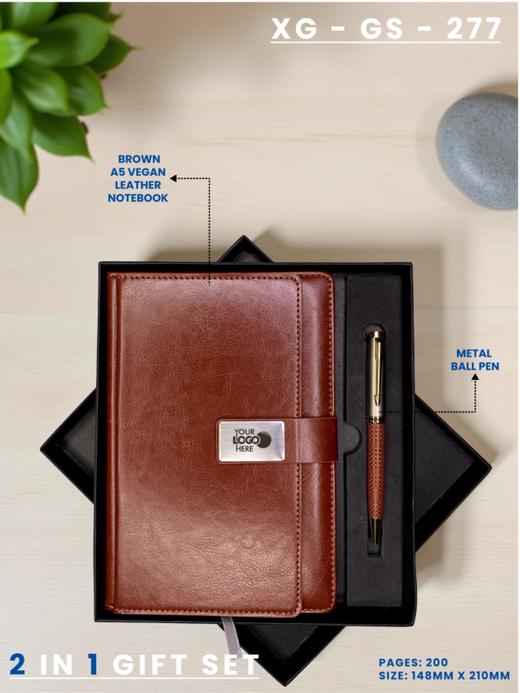 XG - GS - 277
BROWN
A5 VEGAN
LEATHER
NOTEBOOK
METAL
BALL PEN
YOUR
LOGO
HERE
2 IN 1 GIFT SET
PAGES: 200
SIZE: 148MM X 210MM